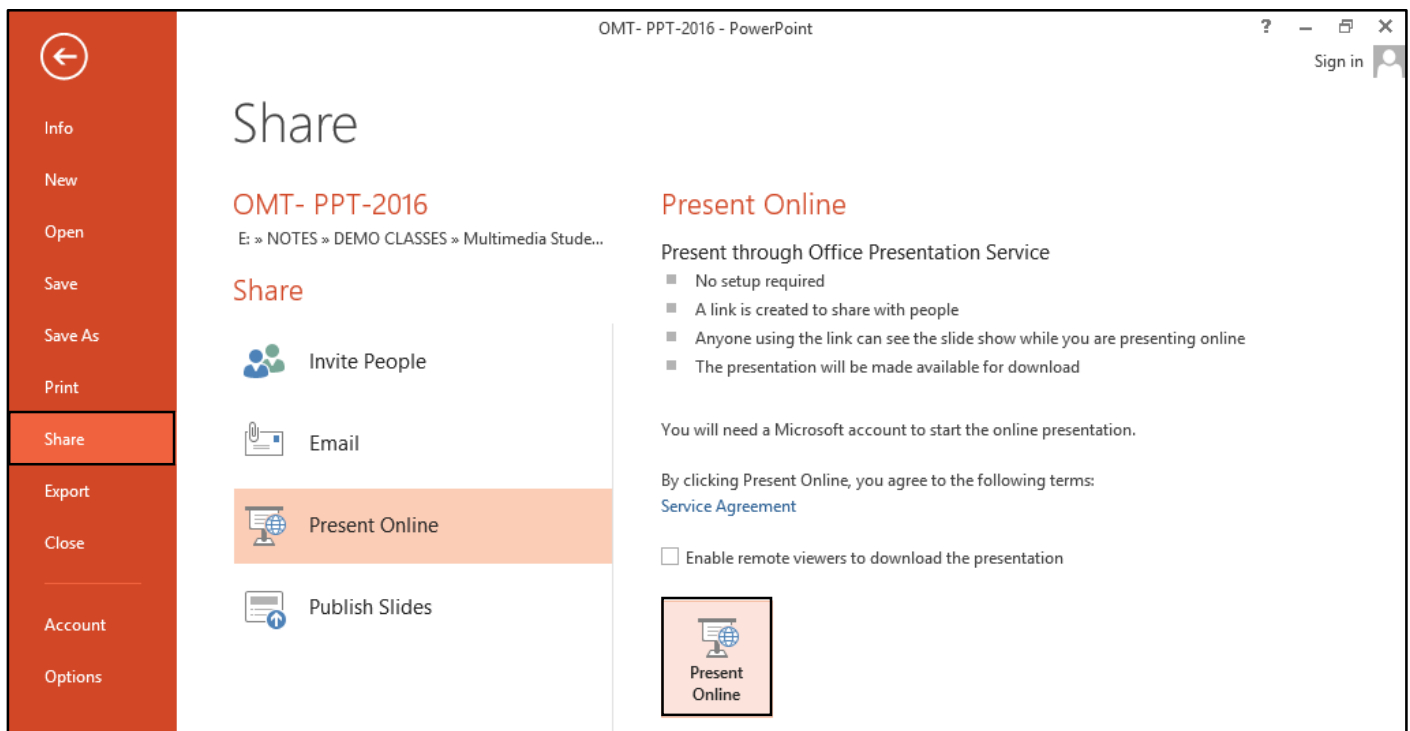 OMT- PPT-2016 - PowerPoint
?
Sign in
Info
New
Open
Save
Save As
Print
Share
Export
Close
Account
Options
Share
OMT- PPT-2016
E: » NOTES » DEMO CLASSES » Multimedia Stude...
Share
Invite People
Email
Present Online
Publish Slides
Present Online
Present through Office Presentation Service
No setup required
A link is created to share with people
Anyone using the link can see the slide show while you are presenting online
The presentation will be made available for download
You will need a Microsoft account to start the online presentation.
By clicking Present Online, you agree to the following terms:
Service Agreement
Enable remote viewers to download the presentation
Present
Online